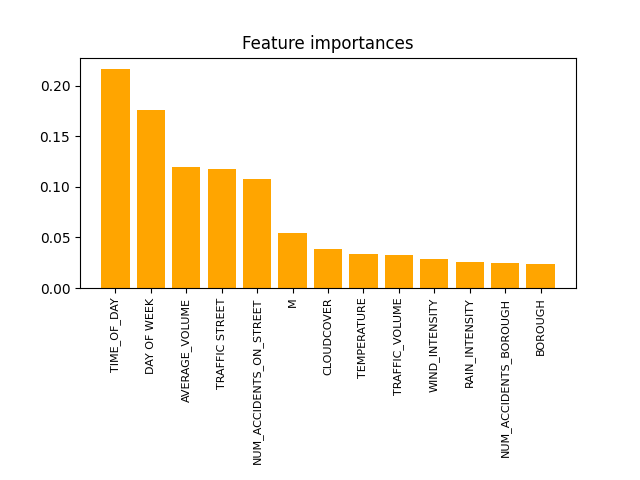 Feature importances
0.20
0.15
0.10
0.05
0.00
TIME_OF_DAY
DAY OF WEEK
AVERAGE_VOLUME
TRAFFIC STREET
NUM_ACCIDENTS_ON_STREET
M
CLOUDCOVER
TEMPERATURE
TRAFFIC_VOLUME
WIND_INTENSITY
RAIN_INTENSITY
NUM_ACCIDENTS_BOROUGH
BOROUGH